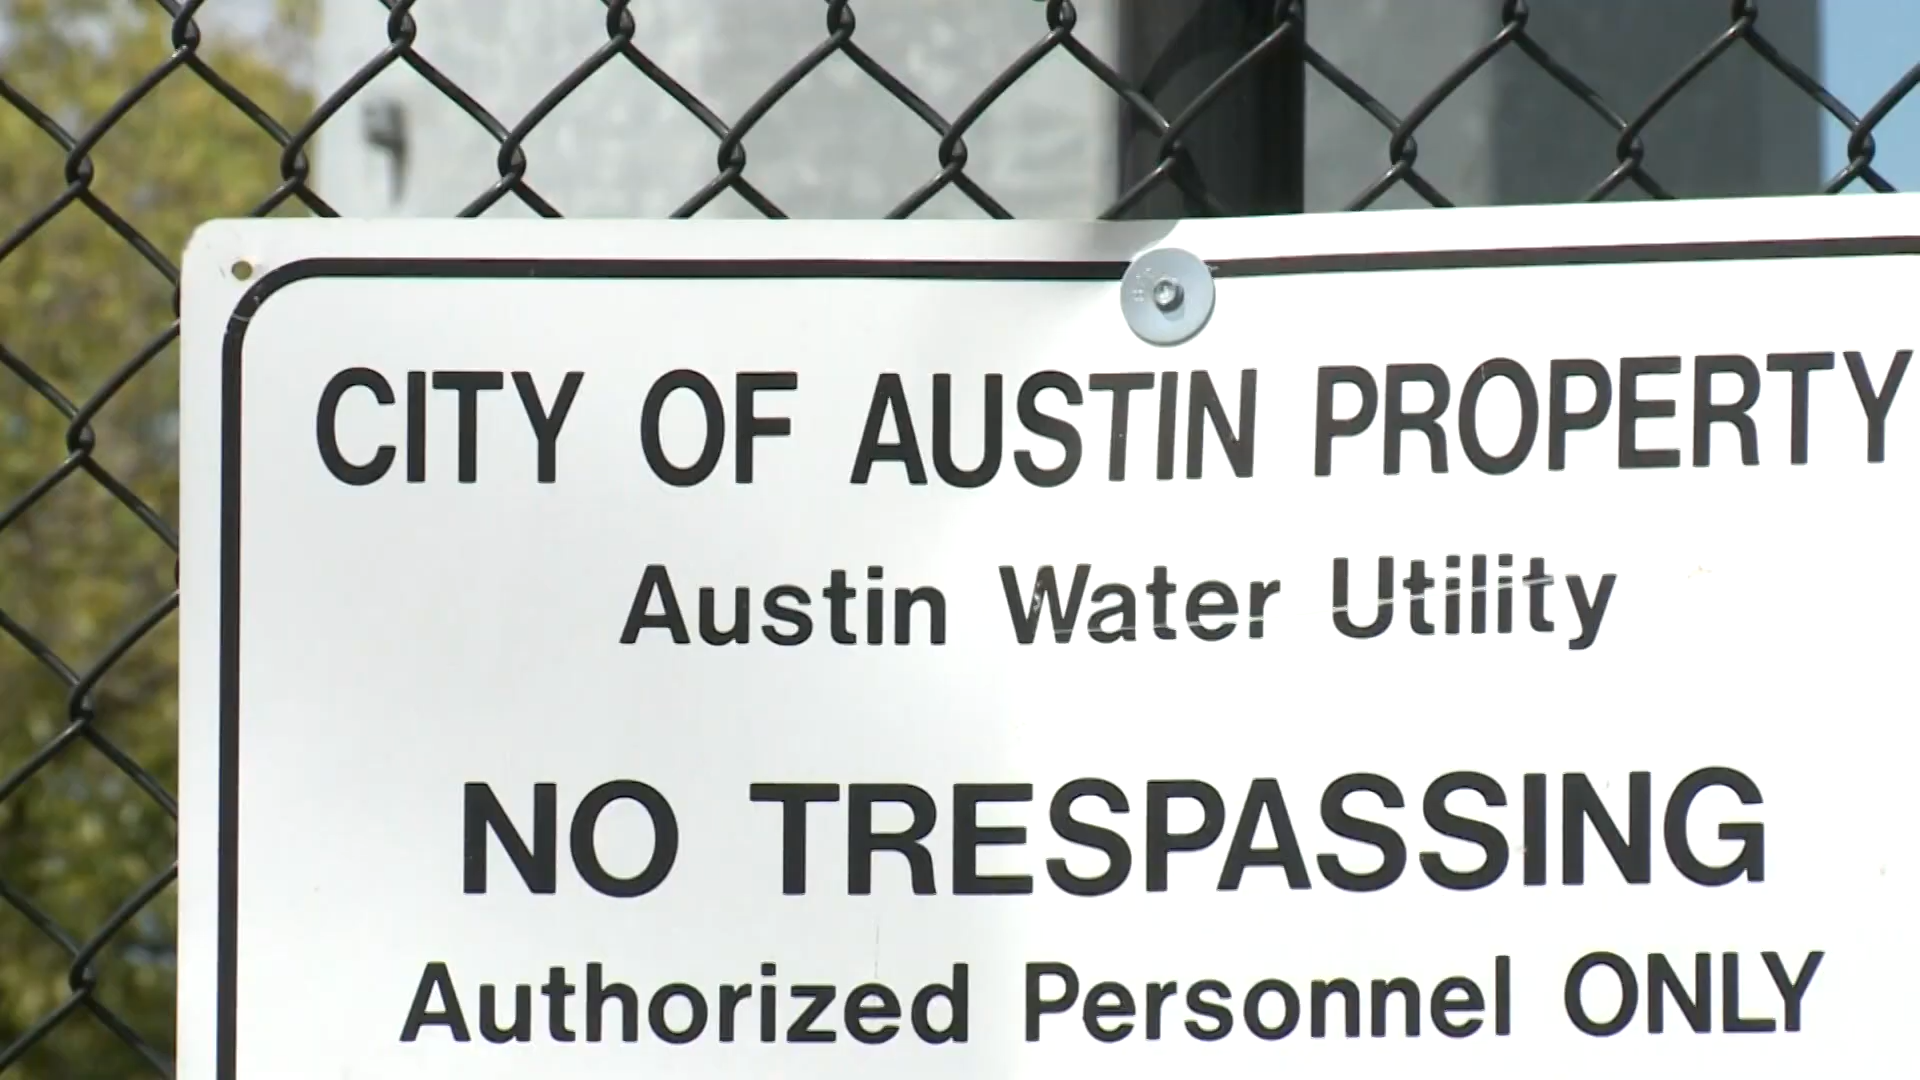 CITY OF AUSTIN PROPERTY
Austin Water Utility
NO TRESPASSING
Authorized Personnel ONLY